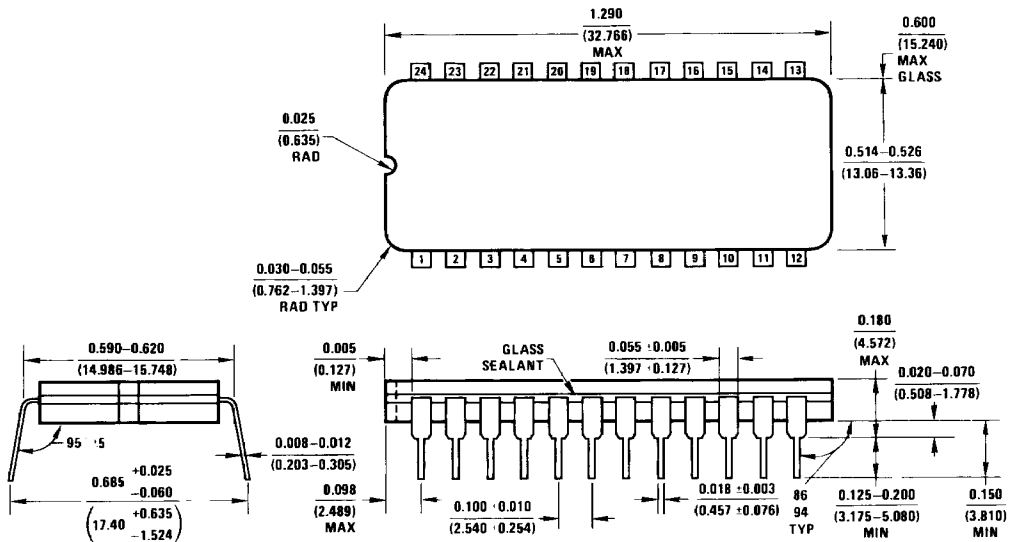 1.290
(32.766)
MAX
0.600
(15.240)
MAX
GLASS
24 23 22 21 20 19 18 17 16 15 14 13
0.025
(0.635)
RAD
0.514–0.526
(13.06–13.36)
1 2 3 4 5 6 7 8 9 10 11 12
0.030–0.055
(0.762–1.397)
RAD TYP
0.590–0.620
(14.986–15.748)
95 5
0.008–0.012
(0.203–0.305)
0.685 +0.025 -0.060
(17.40 +0.635 -1.524)
0.005
(0.127)
MIN
GLASS
SEALANT
0.055 ±0.005
(1.397 0.127)
0.180
(4.572)
MAX
0.020–0.070
(0.508–1.778)
0.098
(2.489)
MAX
0.100 0.010
(2.540 0.254)
0.018 ±0.003
(0.457 ±0.076)
86
94
TYP
0.125–0.200
(3.175–5.080)
MIN
0.150
(3.810)
MIN